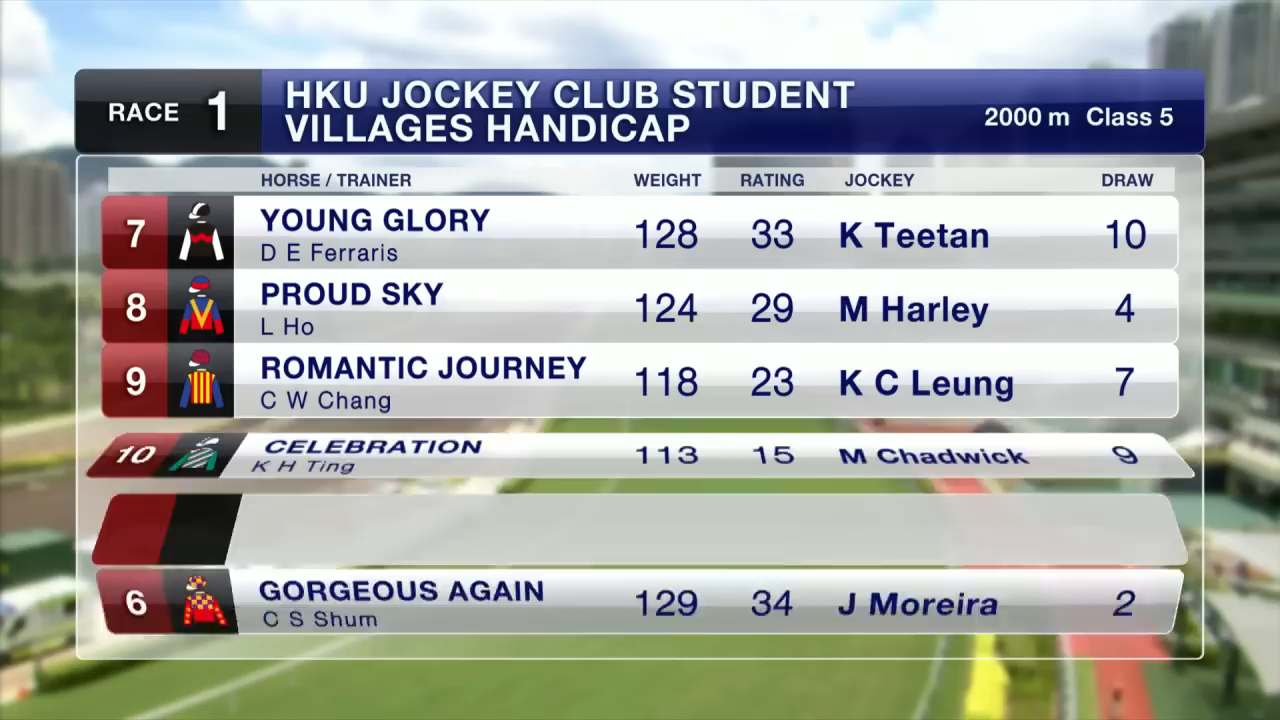 RACE 1
HKU JOCKEY CLUB STUDENT
VILLAGES HANDICAP
2000 m Class 5
HORSE / TRAINER WEIGHT RATING JOCKEY DRAW
7 YOUNG GLORY 128 33 K Teetan 10
D E Ferraris
8 PROUD SKY 124 29 M Harley 4
L Ho
9 ROMANTIC JOURNEY 118 23 K C Leung 7
C W Chang
10 CELEBRATION 113 15 M Chadwick 9
K H Ting
6 GORGEOUS AGAIN 129 34 J Moreira 2
C S Shum